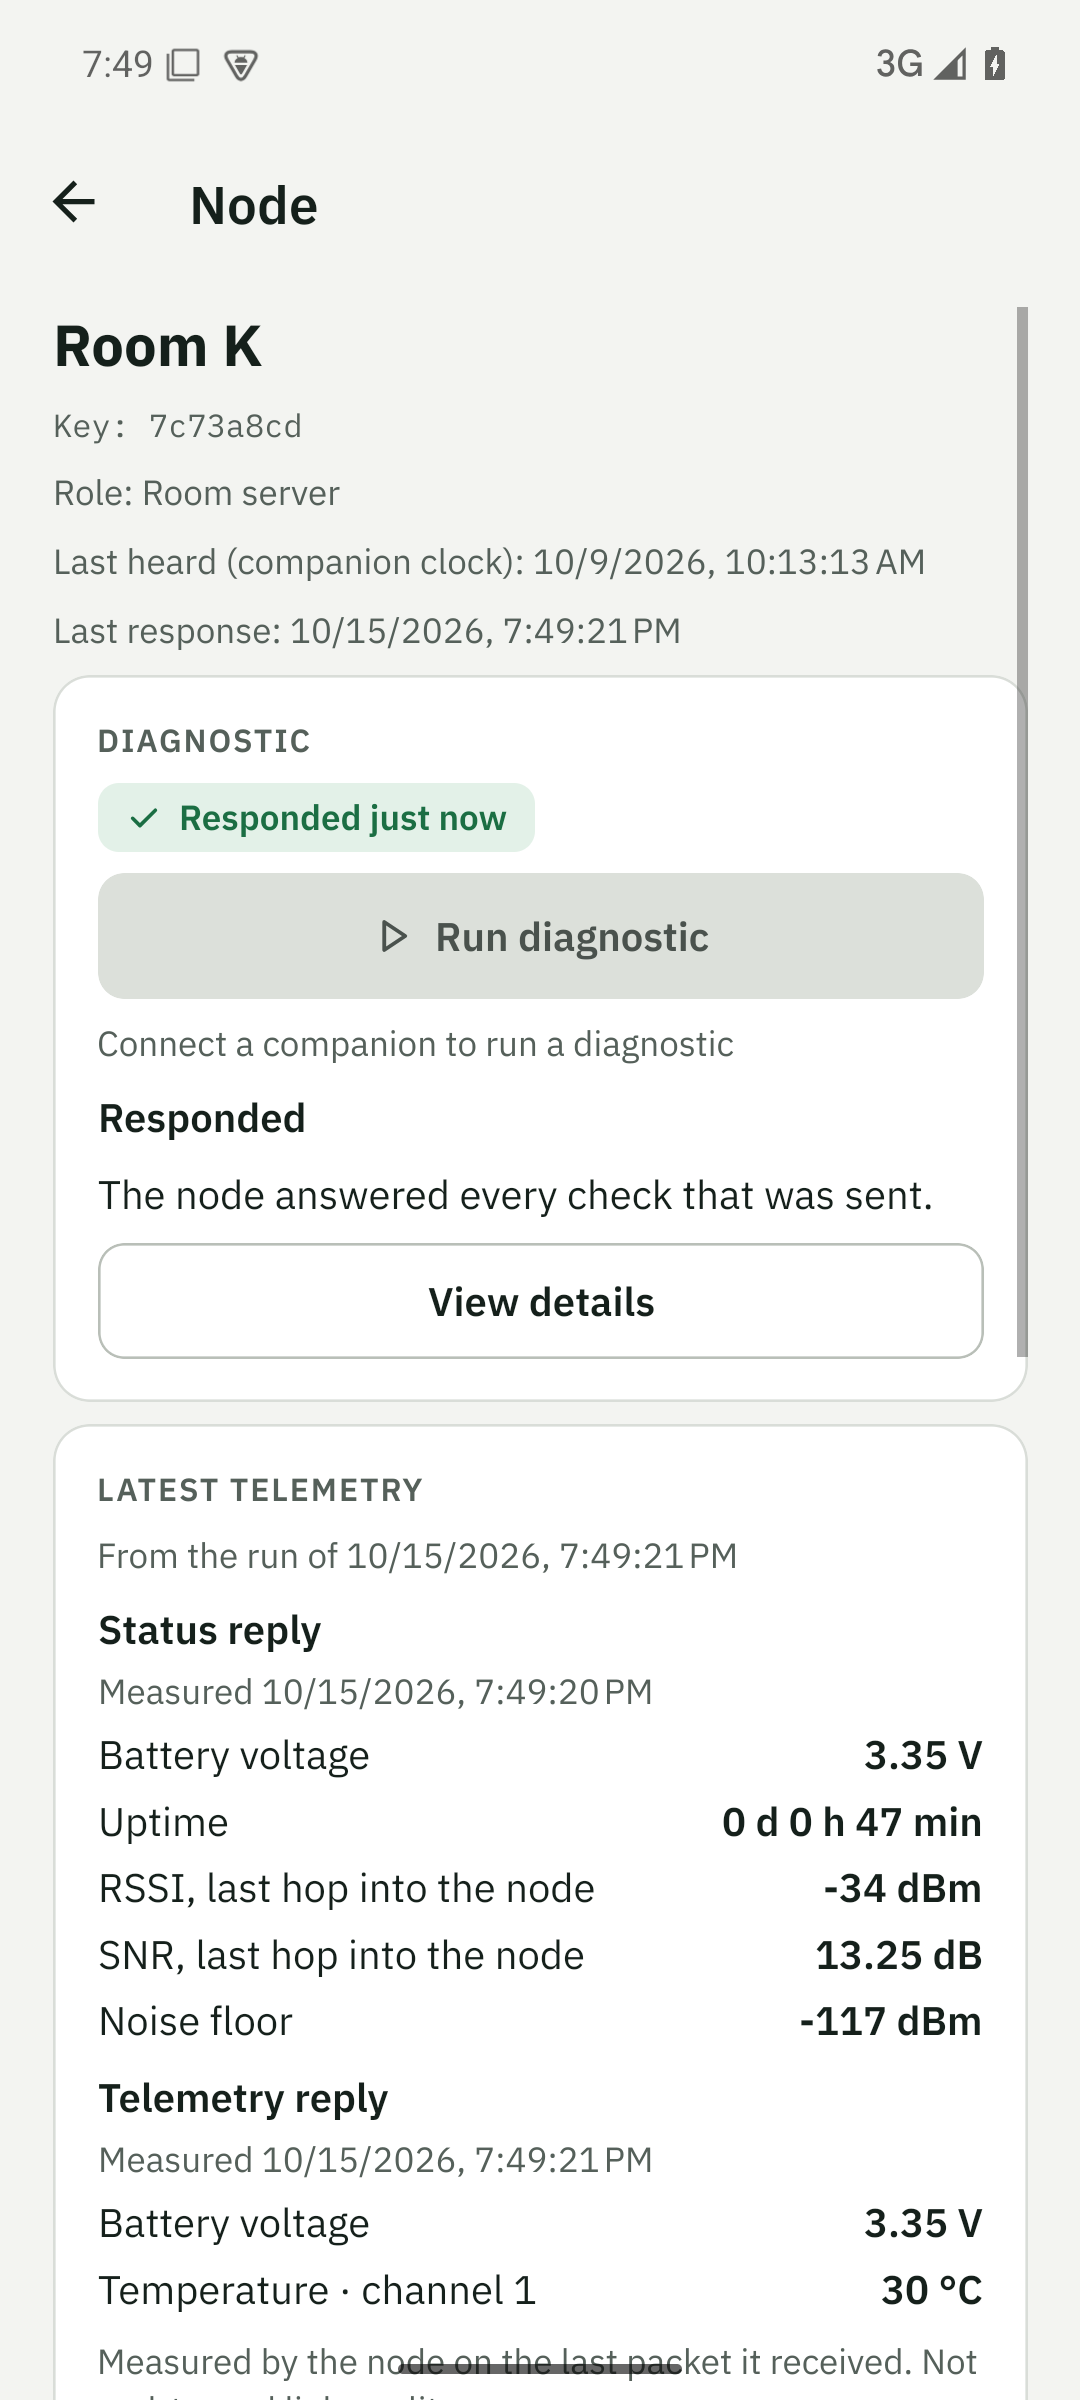 7:49
3G
Node
Room K
Key: 7c73a8cd
Role: Room server
Last heard (companion clock): 10/9/2026, 10:13:13 AM
Last response: 10/15/2026, 7:49:21 PM
DIAGNOSTIC
Responded just now
Run diagnostic
Connect a companion to run a diagnostic
Responded
The node answered every check that was sent.
View details
LATEST TELEMETRY
From the run of 10/15/2026, 7:49:21 PM
Status reply
Measured 10/15/2026, 7:49:20 PM
Battery voltage 3.35 V
Uptime 0 d 0 h 47 min
RSSI, last hop into the node -34 dBm
SNR, last hop into the node 13.25 dB
Noise floor -117 dBm
Telemetry reply
Measured 10/15/2026, 7:49:21 PM
Battery voltage 3.35 V
Temperature · channel 1 30 °C
Measured by the node on the last packet it received. Not